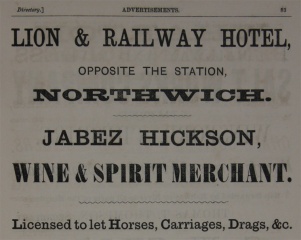 Directory.] ADVERTISEMENTS.
LION & RAILWAY HOTEL,
OPPOSITE THE STATION,
NORTHWICH.
JABEZ HICKSON,
WINE & SPIRIT MERCHANT.
Licensed to let Horses, Carriages, Drags, &c.